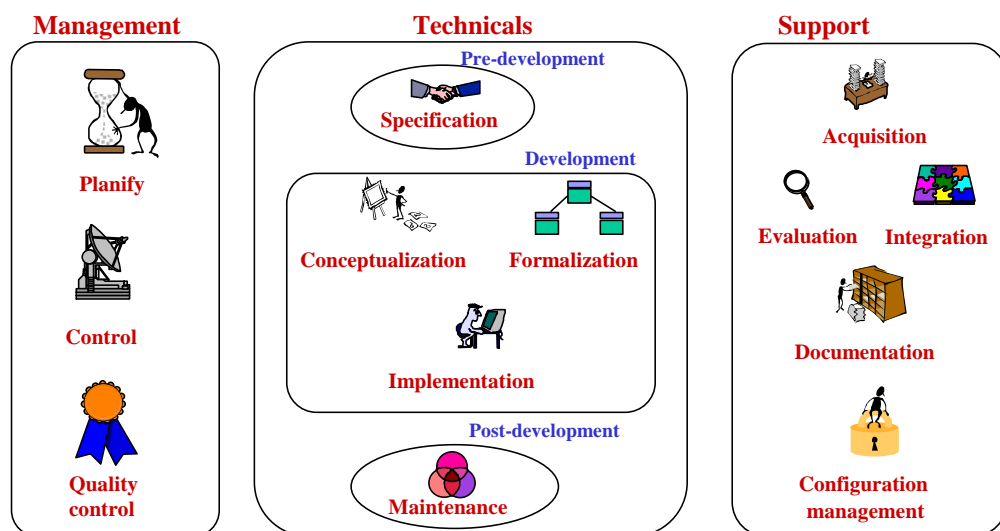 Management
Planify
Control
Quality
control
Technicals
Pre-development
Specification
Development
Conceptualization
Formalization
Implementation
Post-development
Maintenance
Support
Acquisition
Evaluation
Integration
Documentation
Configuration
management